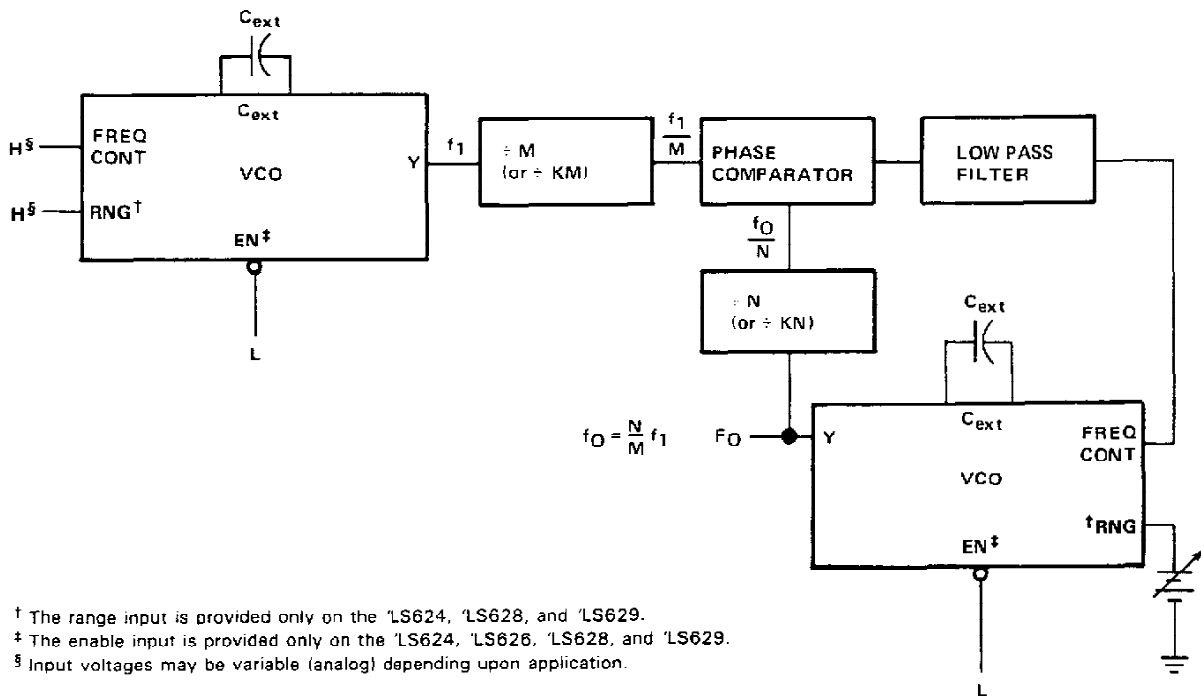 Cext
Cext
H§ FREQ CONT
VCO
Y
H§ RNG†
EN‡
L
f1
÷ M
(or ÷ KM)
f1/M
PHASE
COMPARATOR
LOW PASS
FILTER
fO/N
÷ N
(or ÷ KN)
Cext
Cext
fO = N/M f1
FO
Y
FREQ
CONT
VCO
†RNG
EN‡
L
† The range input is provided only on the 'LS624, 'LS628, and 'LS629.
‡ The enable input is provided only on the 'LS624, 'LS626, 'LS628, and 'LS629.
§ Input voltages may be variable (analog) depending upon application.